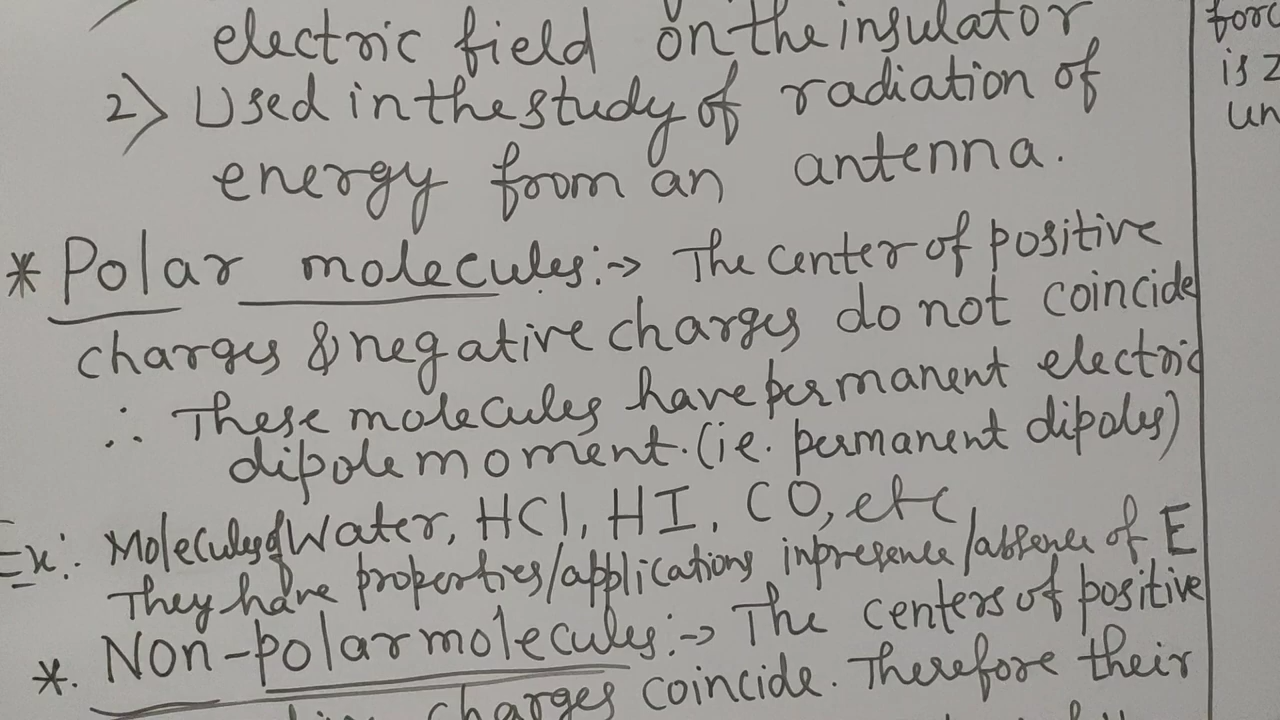 electric field on the insulator
2) Used in the study of radiation of
energy from an antenna.
* Polar molecules:→ The center of positive
charges & negative charges do not coincide
∴ These molecules have permanent electric
dipole moment. (ie. permanent dipoles)
Ex:. Molecules of Water, HCl, HI, CO, etc
They have properties/applications in presence/absence of E
*. Non-polar molecules:→ The centers of positive
charges coincide. Therefore their
is
un